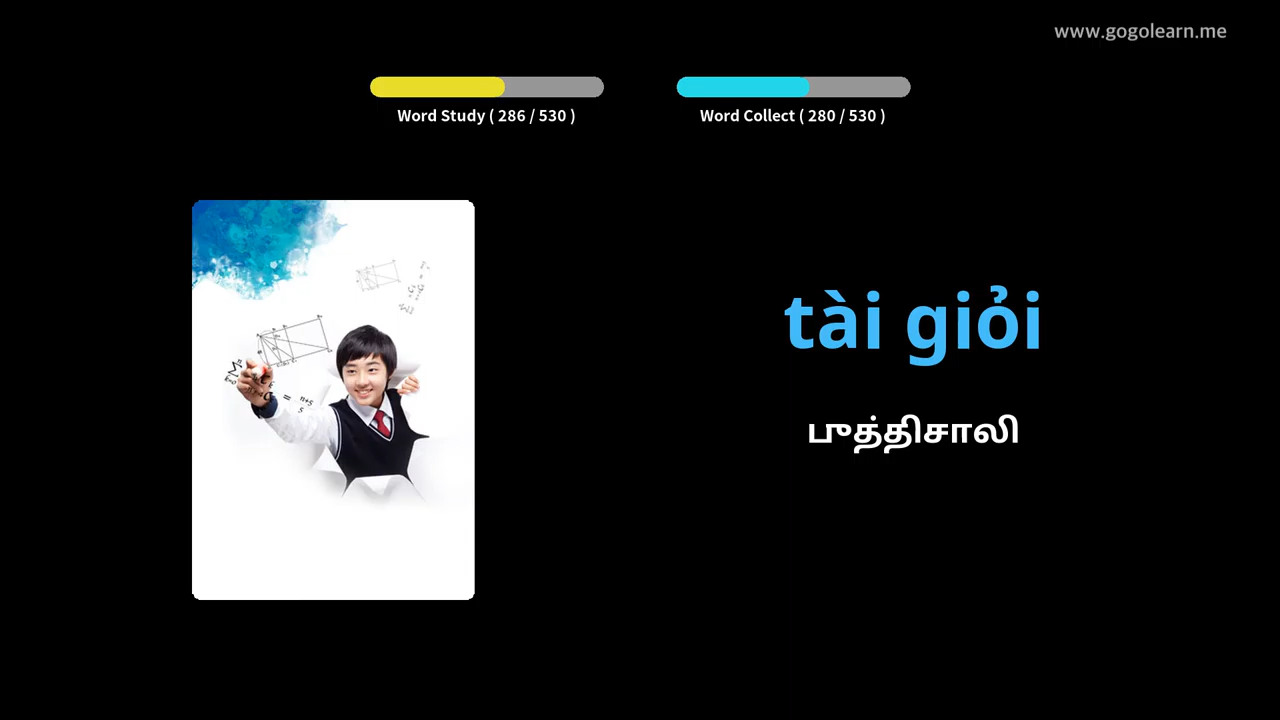 www.gogolearn.me
Word Study ( 286 / 530 )
Word Collect ( 280 / 530 )
tài giỏi
புத்திசாலி